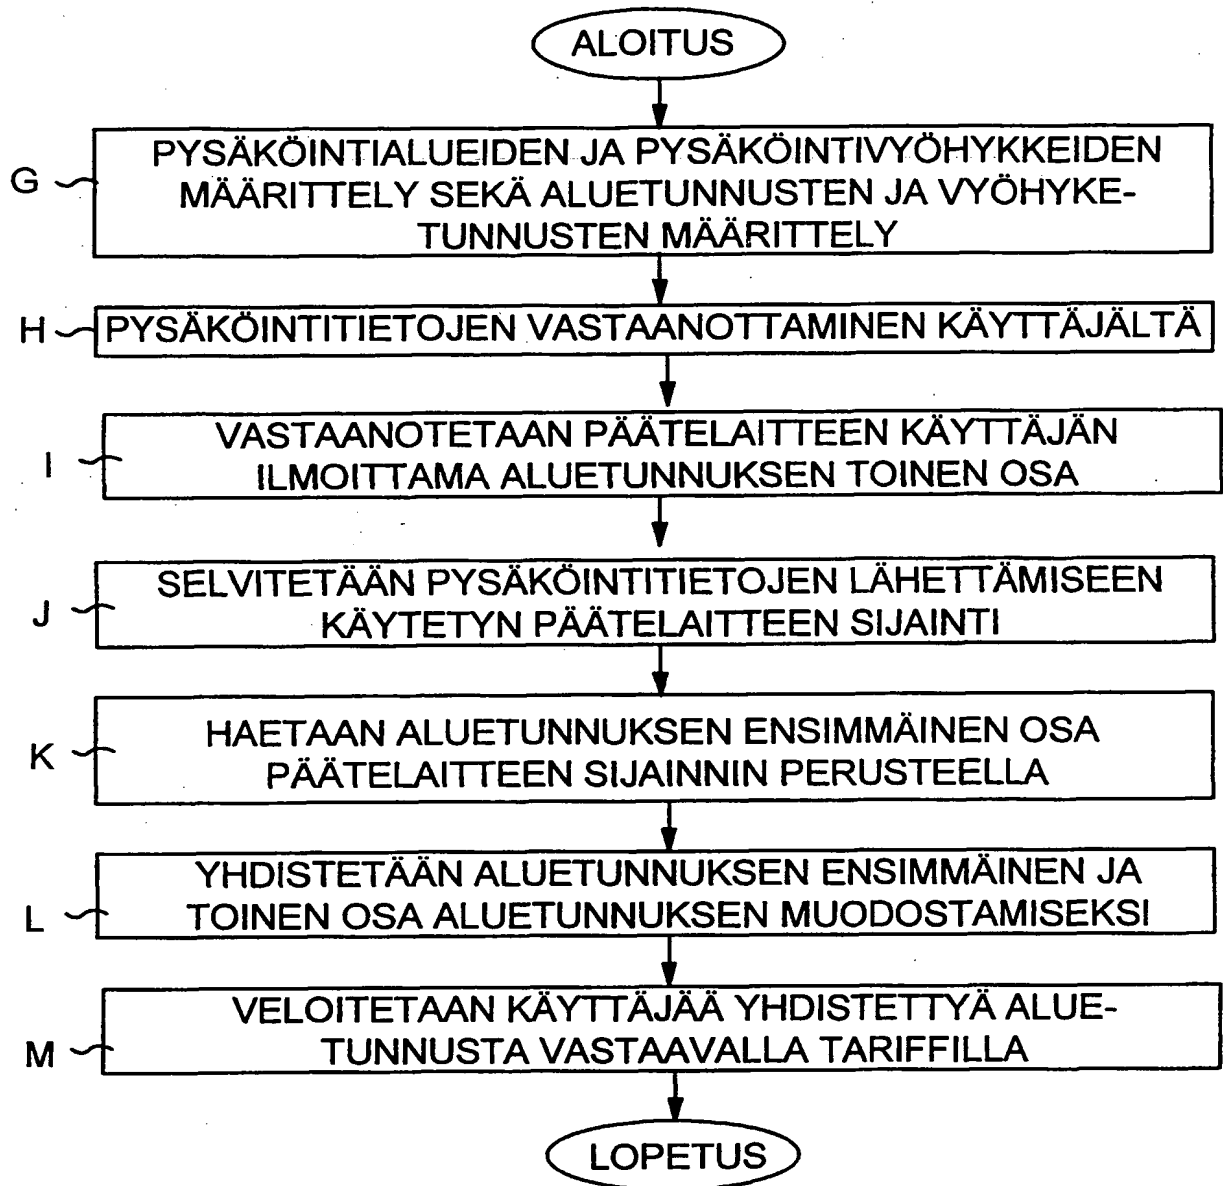 ALOITUS
G
PYSÄKÖINTIALUEIDEN JA PYSÄKÖINTIVYÖHYKKEIDEN
MÄÄRITTELY SEKÄ ALUETUNNUSTEN JA VYÖHYKE-
TUNNUSTEN MÄÄRITTELY
H
PYSÄKÖINTITIETOJEN VASTAANOTTAMINEN KÄYTTÄJÄLTÄ
I
VASTAANOTETAAN PÄÄTELAITTEEN KÄYTTÄJÄN
ILMOITTAMA ALUETUNNUKSEN TOINEN OSA
J
SELVITETÄÄN PYSÄKÖINTITIETOJEN LÄHETTÄMISEEN
KÄYTETYN PÄÄTELAITTEEN SIJAINTI
K
HAETAAN ALUETUNNUKSEN ENSIMMÄINEN OSA
PÄÄTELAITTEEN SIJAINNIN PERUSTEELLA
L
YHDISTETÄÄN ALUETUNNUKSEN ENSIMMÄINEN JA
TOINEN OSA ALUETUNNUKSEN MUODOSTAMISEKSI
M
VELOITETAAN KÄYTTÄJÄÄ YHDISTETTYÄ ALUE-
TUNNUSTA VASTAAVALLA TARIFFILLA
LOPETUS